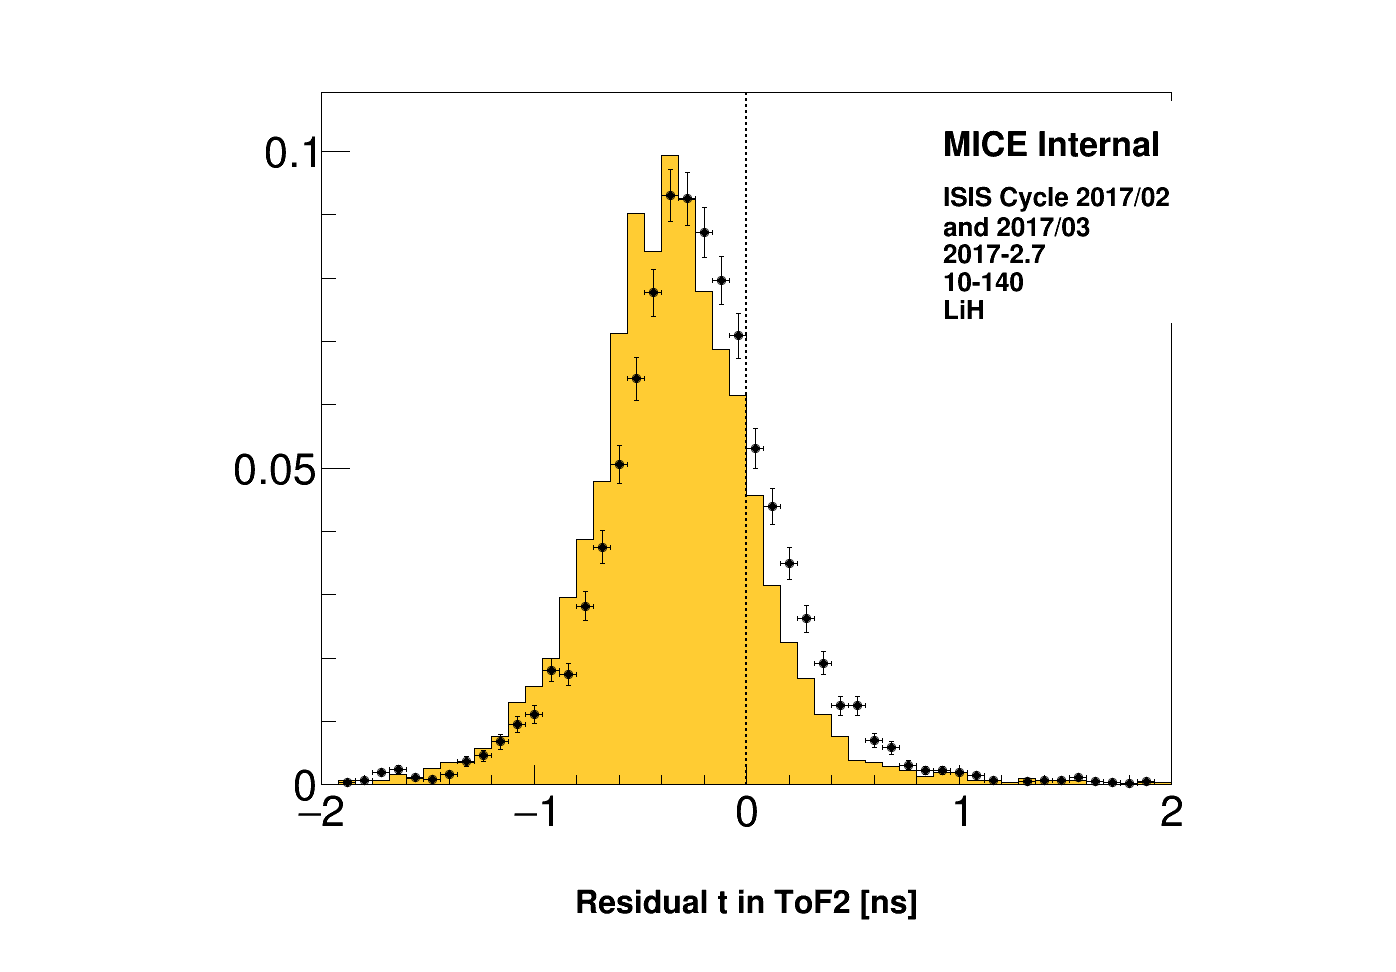 MICE Internal
ISIS Cycle 2017/02
and 2017/03
2017-2.7
10-140
LiH
0.1
0.05
0
−2 −1 0 1 2
Residual t in ToF2 [ns]